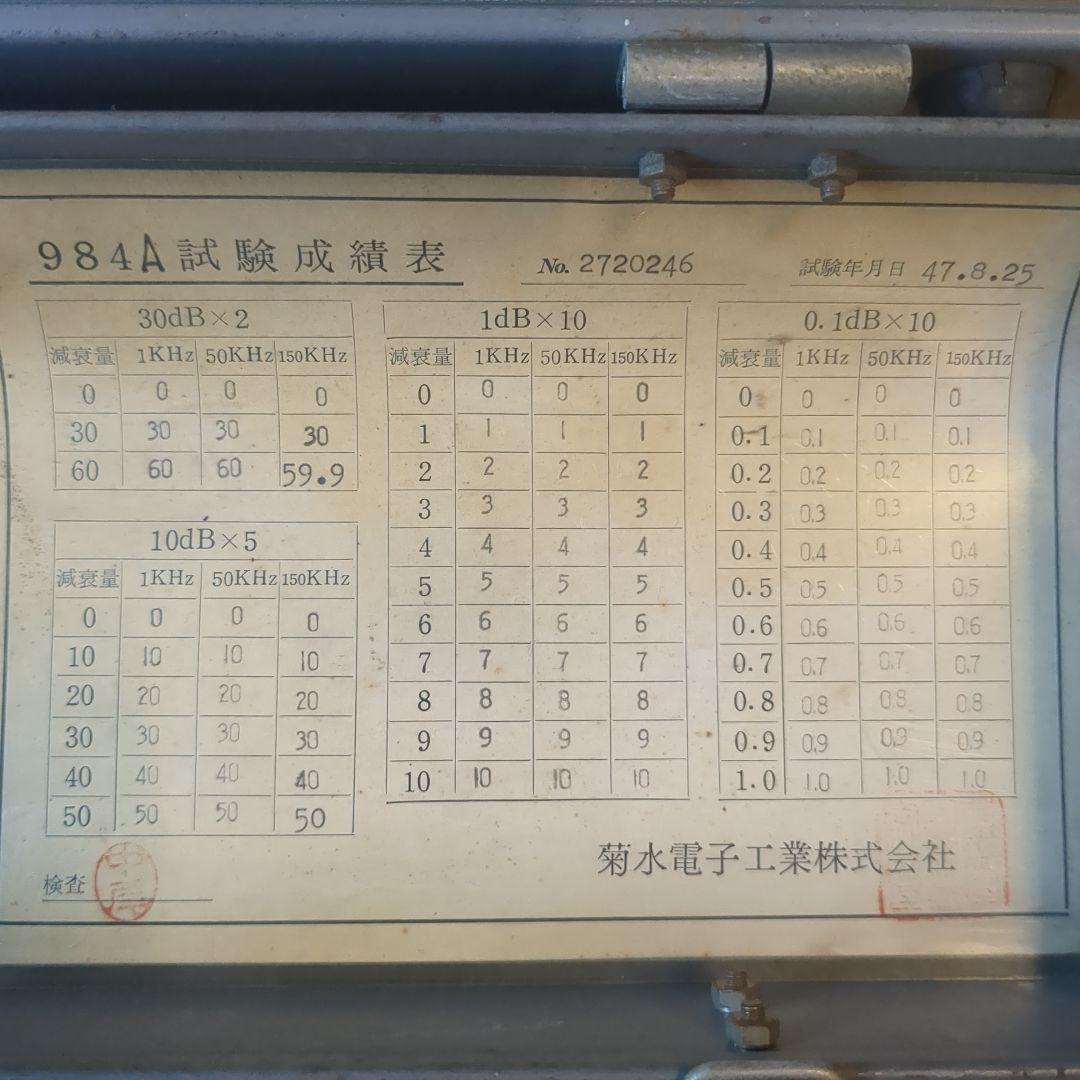 984A試験成績表
No. 2720246
試験年月日 47.8.25
30dB×2
減衰量 1KHz 50KHz 150KHz
0 0 0 0
30 30 30 30
60 60 60 59.9
10dB×5
減衰量 1KHz 50KHz 150KHz
0 0 0 0
10 10 10 10
20 20 20 20
30 30 30 30
40 40 40 40
50 50 50 50
1dB×10
減衰量 1KHz 50KHz 150KHz
0 0 0 0
1 1 1 1
2 2 2 2
3 3 3 3
4 4 4 4
5 5 5 5
6 6 6 6
7 7 7 7
8 8 8 8
9 9 9 9
10 10 10 10
0.1dB×10
減衰量 1KHz 50KHz 150KHz
0 0 0 0
0.1 0.1 0.1 0.1
0.2 0.2 0.2 0.2
0.3 0.3 0.3 0.3
0.4 0.4 0.4 0.4
0.5 0.5 0.5 0.5
0.6 0.6 0.6 0.6
0.7 0.7 0.7 0.7
0.8 0.8 0.8 0.8
0.9 0.9 0.9 0.9
1.0 1.0 1.0 1.0
検査
菊水電子工業株式会社